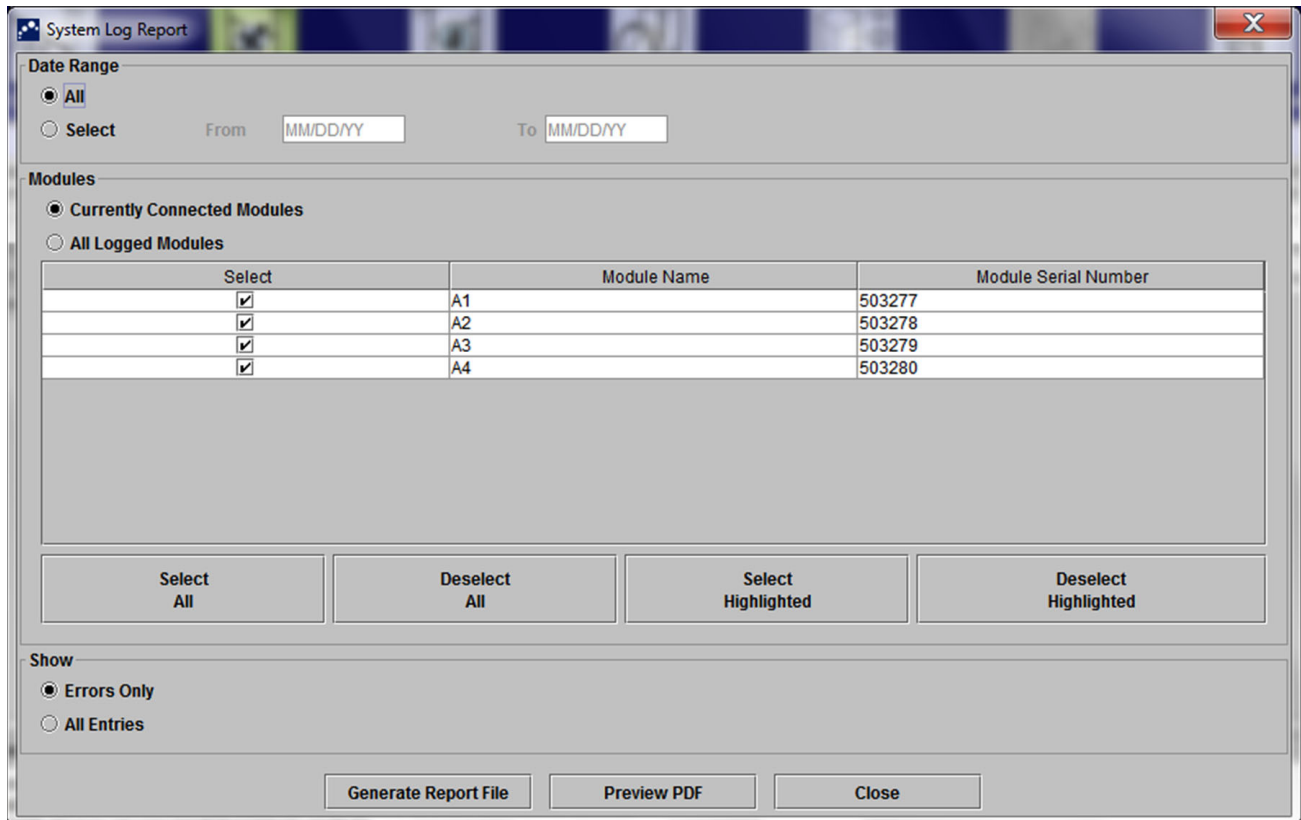 System Log Report
Date Range
All
Select From MM/DD/YY To MM/DD/YY
Modules
Currently Connected Modules
All Logged Modules
Select Module Name Module Serial Number
A1 503277
A2 503278
A3 503279
A4 503280
Select Deselect Select Deselect
All All Highlighted Highlighted
Show
Errors Only
All Entries
Generate Report File Preview PDF Close